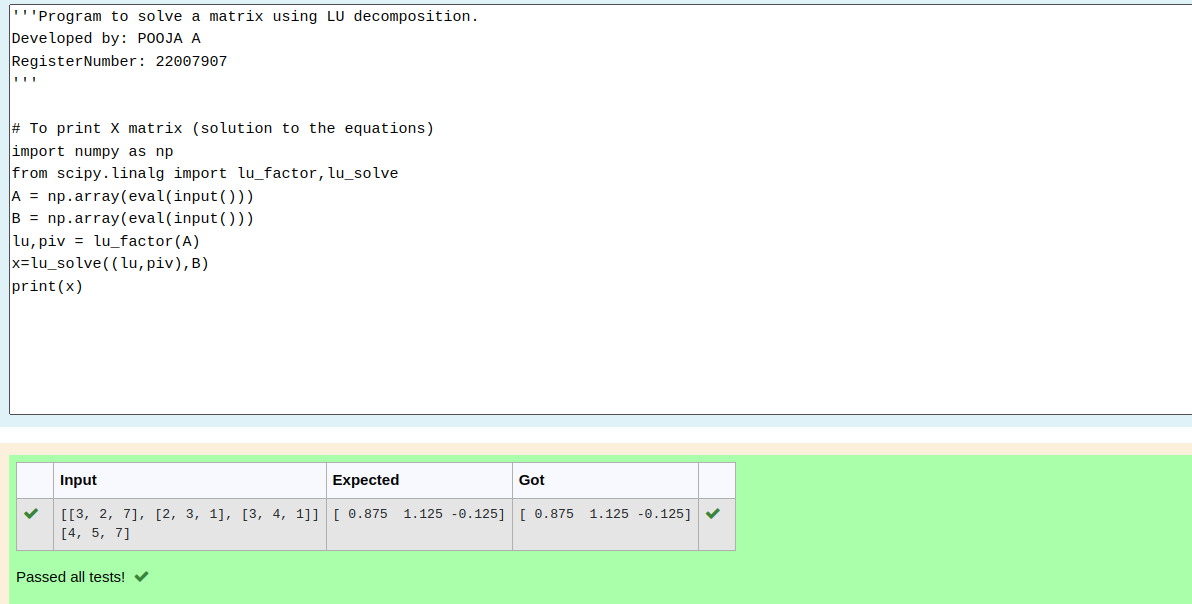 '''Program to solve a matrix using LU decomposition.
Developed by: POOJA A
RegisterNumber: 22007907
'''
# To print X matrix (solution to the equations)
import numpy as np
from scipy.linalg import lu_factor,lu_solve
A = np.array(eval(input()))
B = np.array(eval(input()))
lu,piv = lu_factor(A)
x=lu_solve((lu,piv),B)
print(x)
Input Expected Got
[[3, 2, 7], [2, 3, 1], [3, 4, 1]] [ 0.875  1.125 -0.125] [ 0.875  1.125 -0.125]
[4, 5, 7]
Passed all tests!